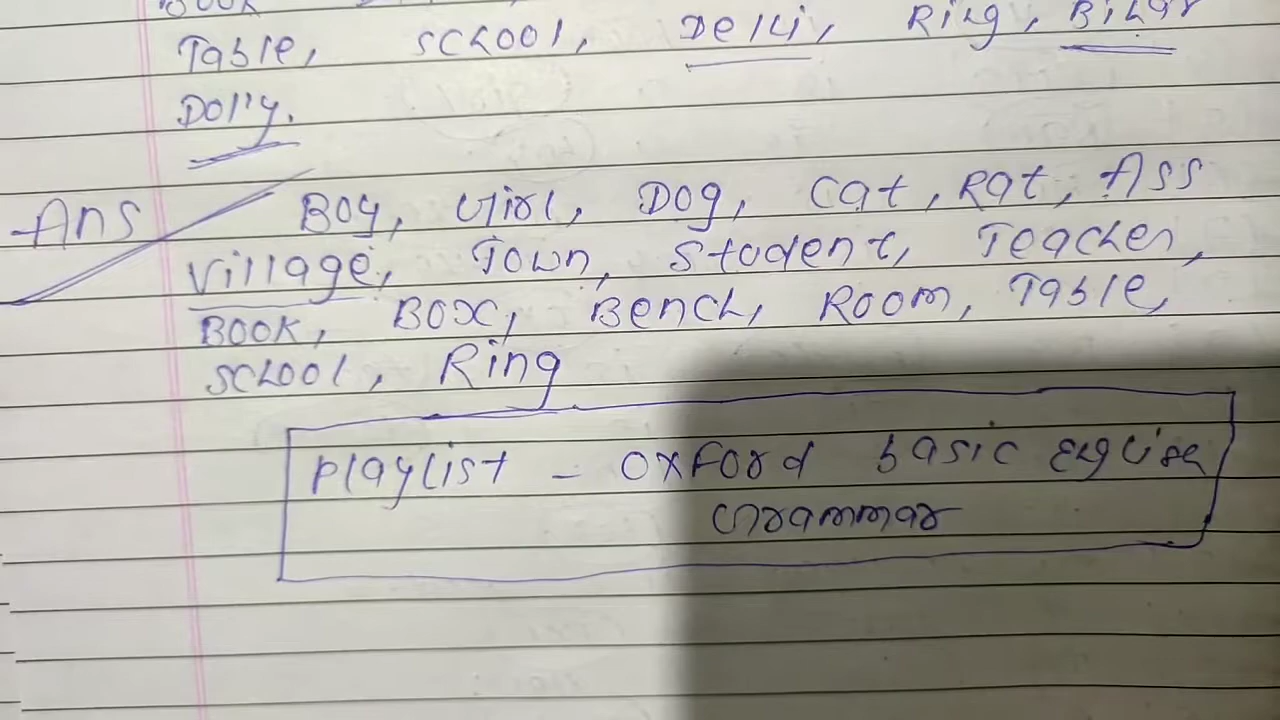 Book
Table, School, Delhi, Ring, Bihar
Dolly.
Ans Boy, Girl, Dog, Cat, Rat, Ass
Village, Town, Student, Teacher,
Book, Box, Bench, Room, Table,
School, Ring
Playlist - Oxford basic English
Grammar